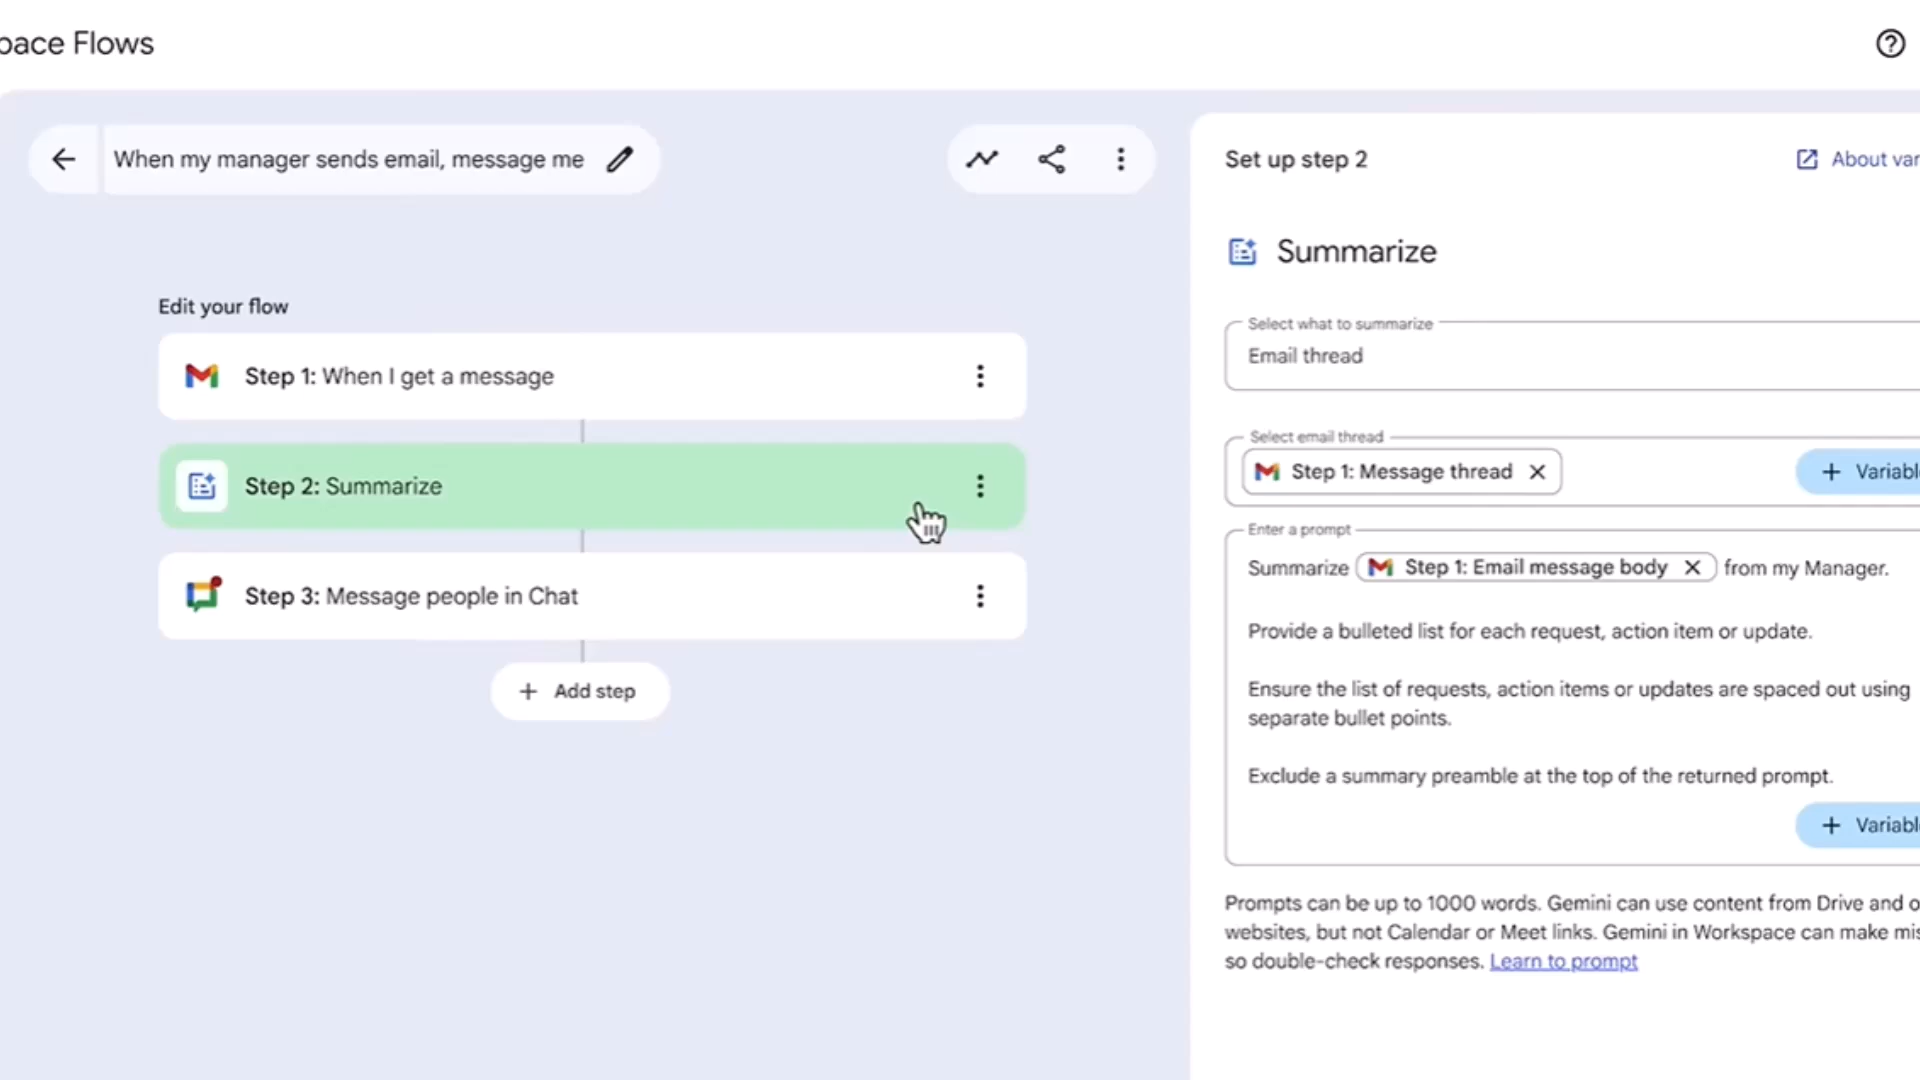 pace Flows
When my manager sends email, message me
Edit your flow
Step 1: When I get a message
Step 2: Summarize
Step 3: Message people in Chat
+ Add step
Set up step 2
About var
Summarize
Select what to summarize
Email thread
Select email thread
Step 1: Message thread
+ Variabl
Enter a prompt
Summarize Step 1: Email message body from my Manager.
Provide a bulleted list for each request, action item or update.
Ensure the list of requests, action items or updates are spaced out using
separate bullet points.
Exclude a summary preamble at the top of the returned prompt.
+ Variabl
Prompts can be up to 1000 words. Gemini can use content from Drive and o
websites, but not Calendar or Meet links. Gemini in Workspace can make mis
so double-check responses. Learn to prompt